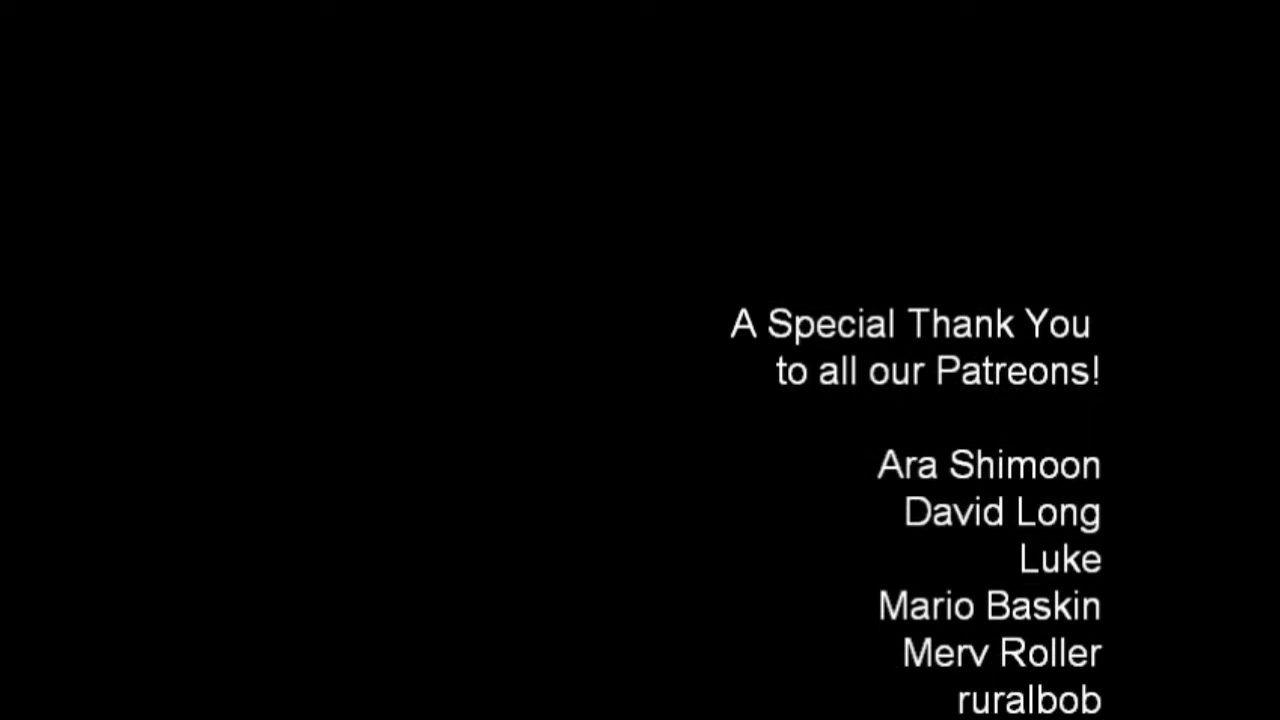 A Special Thank You
to all our Patreons!
Ara Shimoon
David Long
Luke
Mario Baskin
Merv Roller
ruralbob